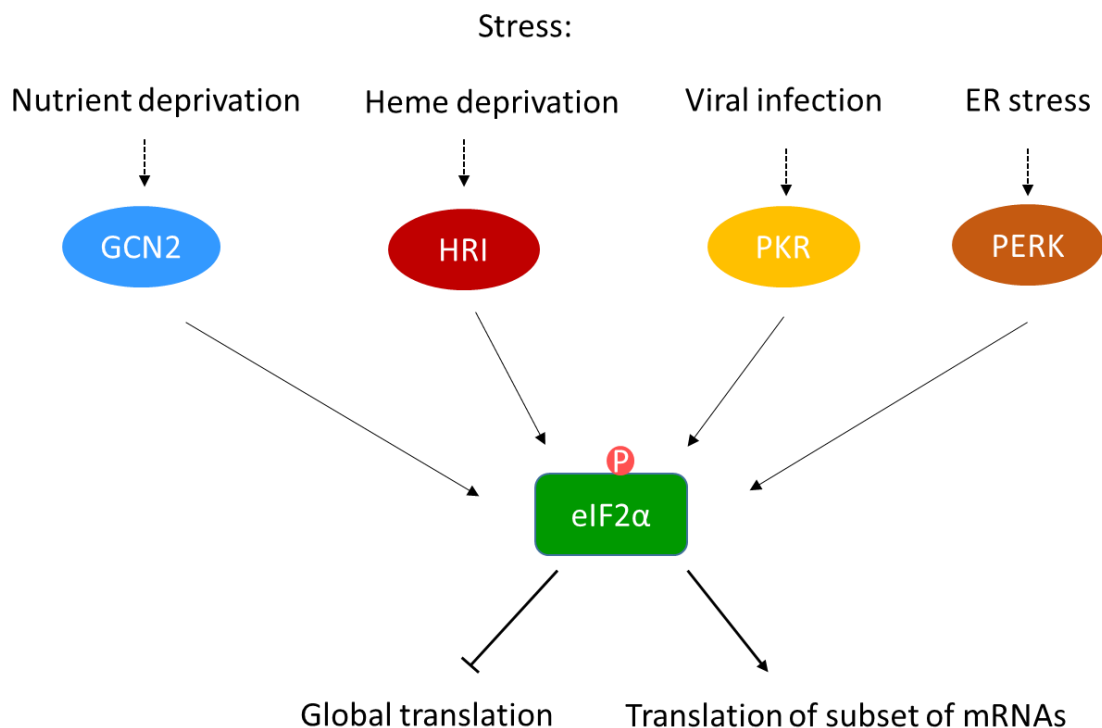 Stress:
Nutrient deprivation
Heme deprivation
Viral infection
ER stress
GCN2
HRI
PKR
PERK
P
eIF2α
Global translation
Translation of subset of mRNAs